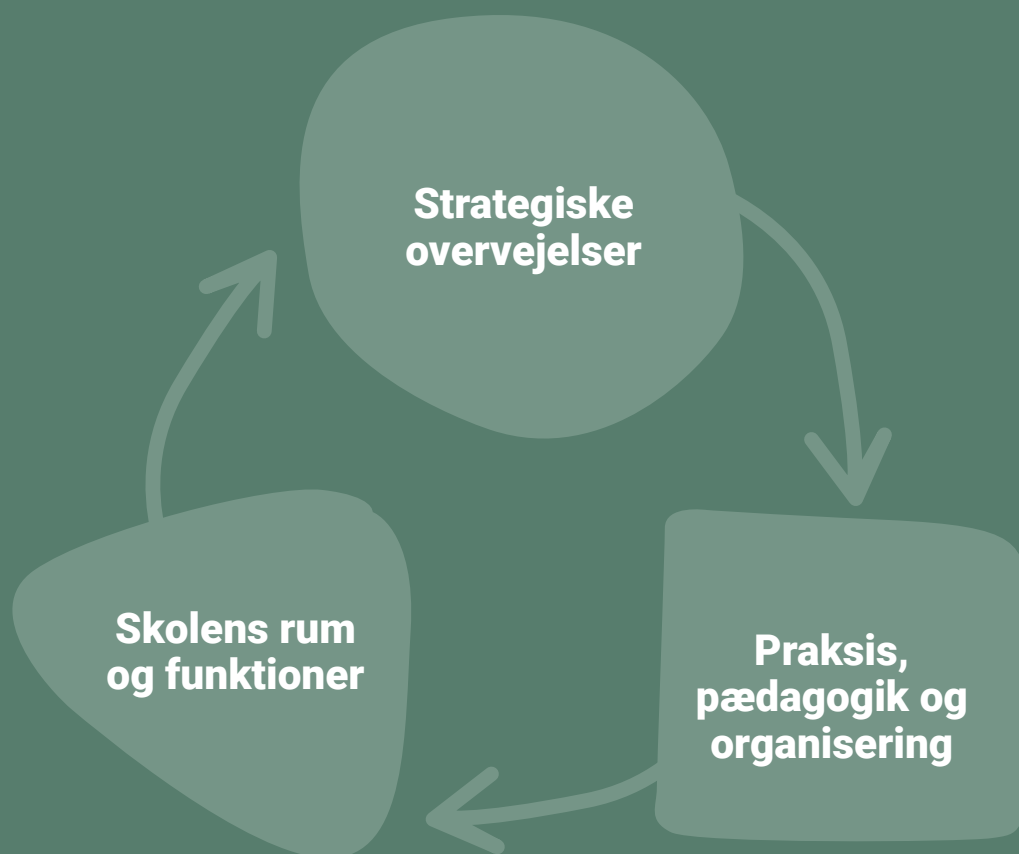 Strategiske
overvejelser
Skolens rum
og funktioner
Praksis,
pædagogik og
organisering